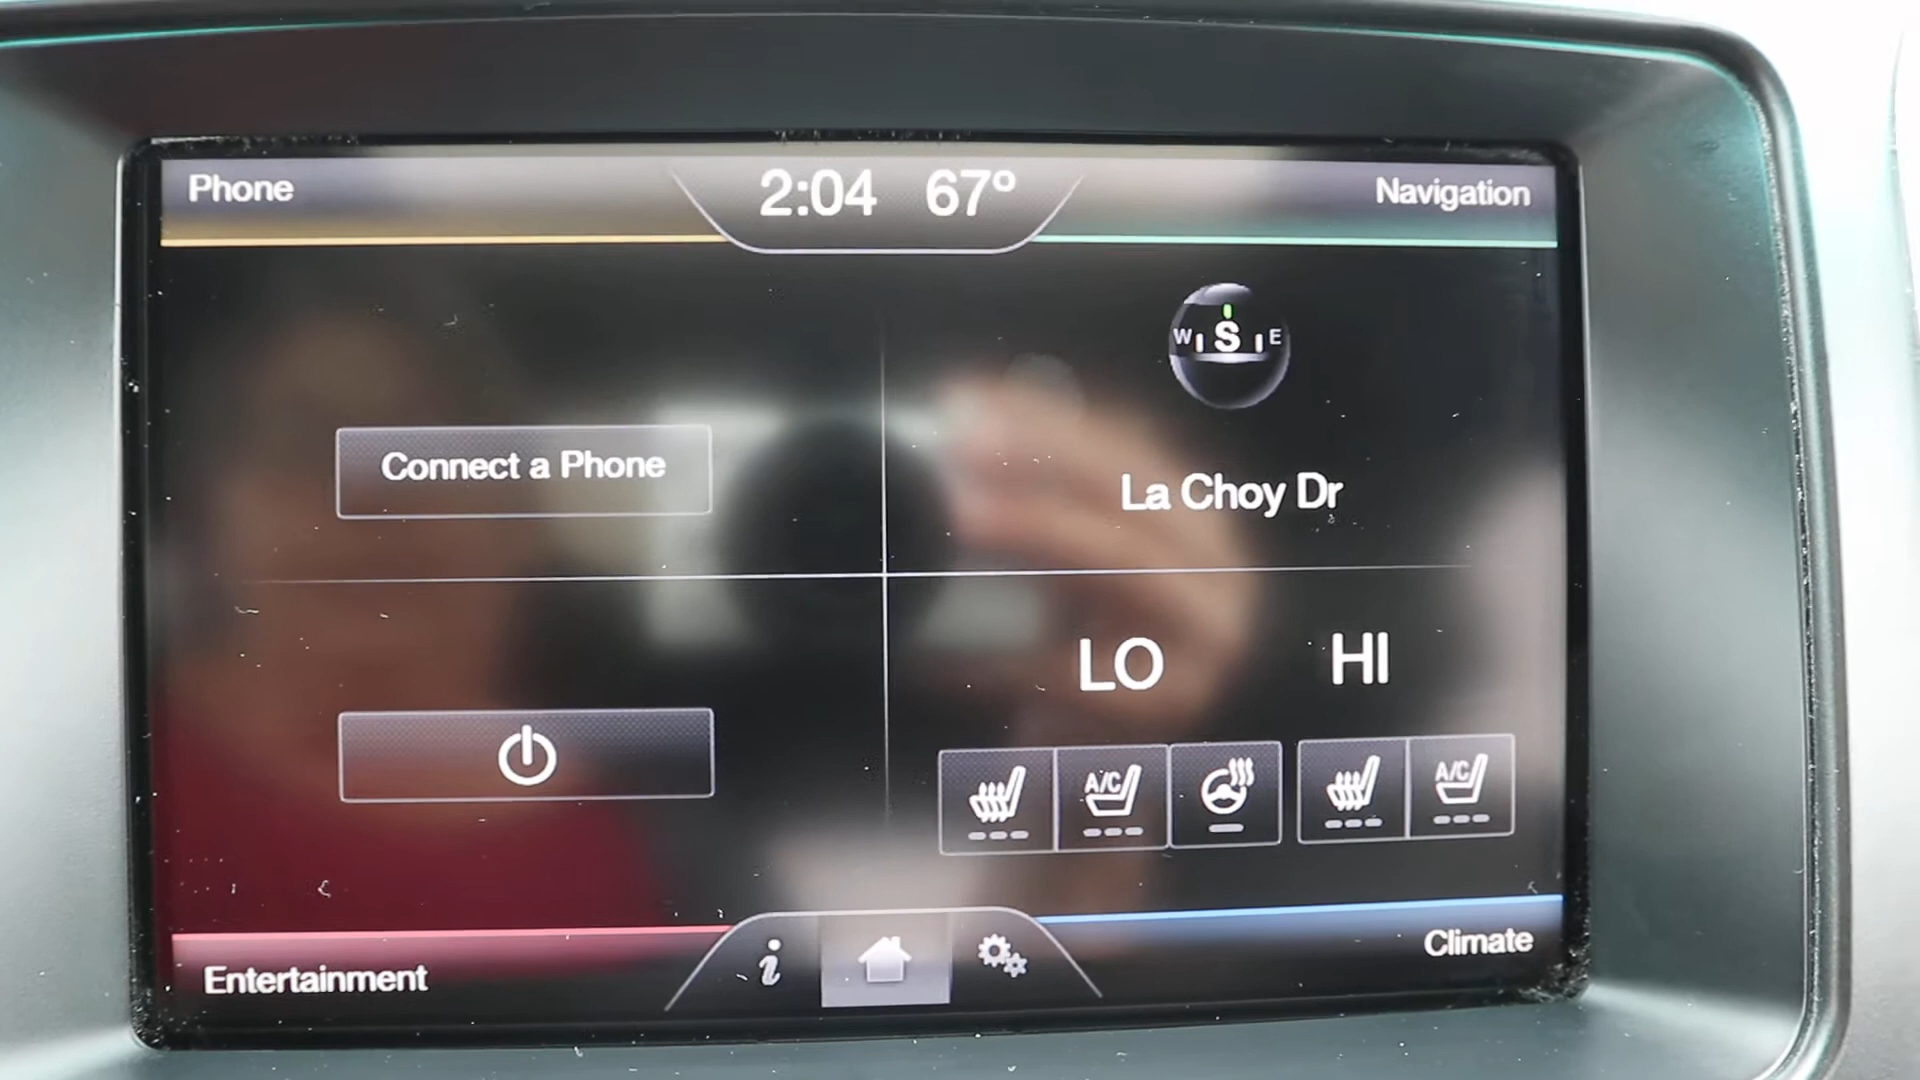 Phone
2:04 67°
Navigation
W S E
Connect a Phone
La Choy Dr
LO HI
A/C
A/C
Entertainment
i
Climate